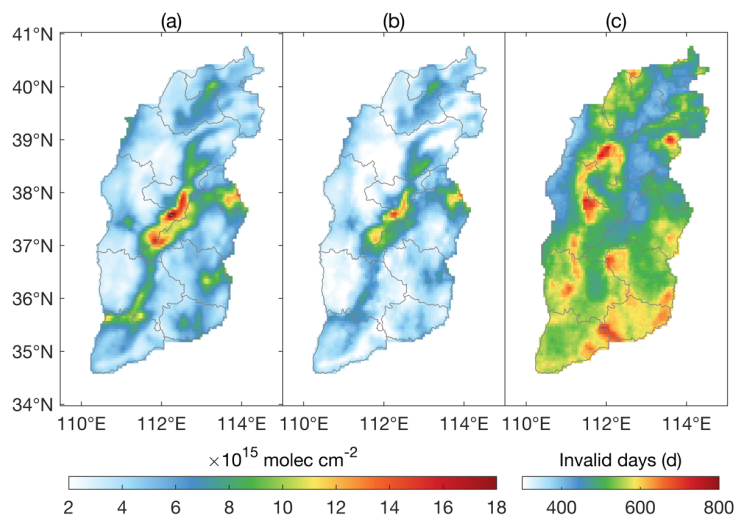 (a) (b) (c)
41°N
40°N
39°N
38°N
37°N
36°N
35°N
34°N
110°E 112°E 114°E 110°E 112°E 114°E 110°E 112°E 114°E
×10¹⁵ molec cm⁻² Invalid days (d)
2 4 6 8 10 12 14 16 18 400 600 800